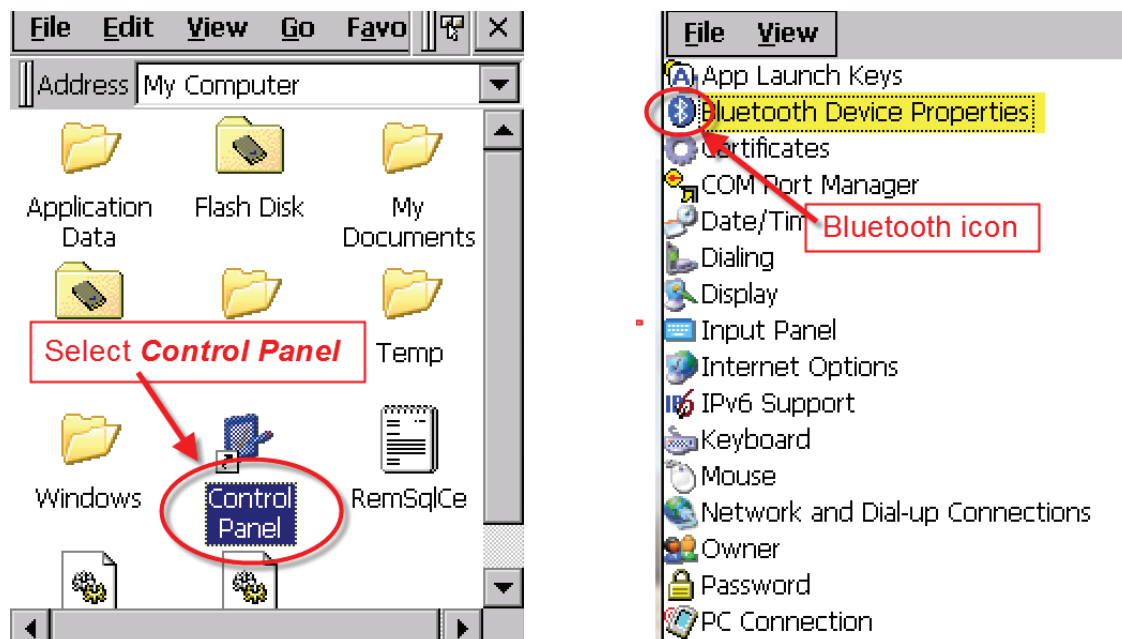 File Edit View Go Favo
Address My Computer
Application Data
Flash Disk
My Documents
Select Control Panel
Temp
Windows
Control Panel
RemSqlCe
File View
App Launch Keys
Bluetooth Device Properties
Certificates
COM Port Manager
Date/Tim
Bluetooth icon
Dialing
Display
Input Panel
Internet Options
IPv6 Support
Keyboard
Mouse
Network and Dial-up Connections
Owner
Password
PC Connection